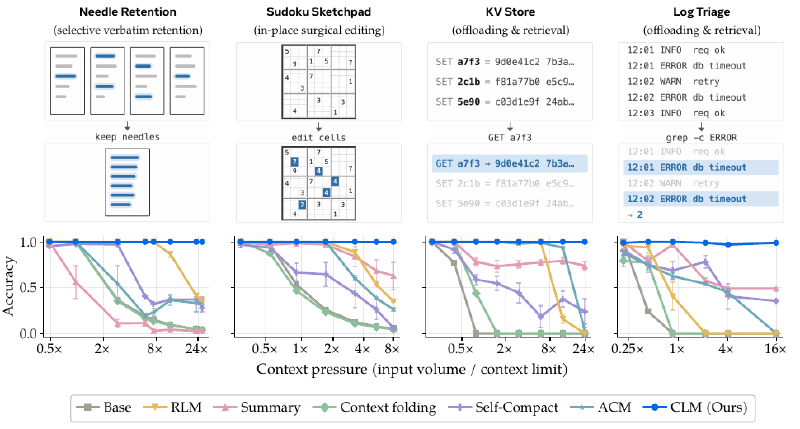 Needle Retention
(selective verbatim retention)
keep needles
Sudoku Sketchpad
(in-place surgical editing)
edit cells
KV Store
(offloading & retrieval)
SET a7f3 = 9d0e41c2 7b3a…
SET 2c1b = f81a77b0 e5c9…
SET 5e90 = c03d1e9f 24ab…
GET a7f3
GET a7f3 → 9d0e41c2 7b3a…
SET 2c1b = f81a77b0 e5c9…
SET 5e90 = c03d1e9f 24ab…
Log Triage
(offloading & retrieval)
12:01 INFO req ok
12:01 ERROR db timeout
12:02 WARN retry
12:02 ERROR db timeout
12:03 INFO req ok
grep -c ERROR
12:01 INFO req ok
12:01 ERROR db timeout
12:02 WARN retry
12:02 ERROR db timeout
→ 2
Accuracy
1.0
0.5
0.0
0.5× 2× 8× 24×
0.5× 1× 2× 4× 8×
0.5× 2× 8× 24×
0.25× 1× 4× 16×
Context pressure (input volume / context limit)
Base RLM Summary Context folding Self-Compact ACM CLM (Ours)